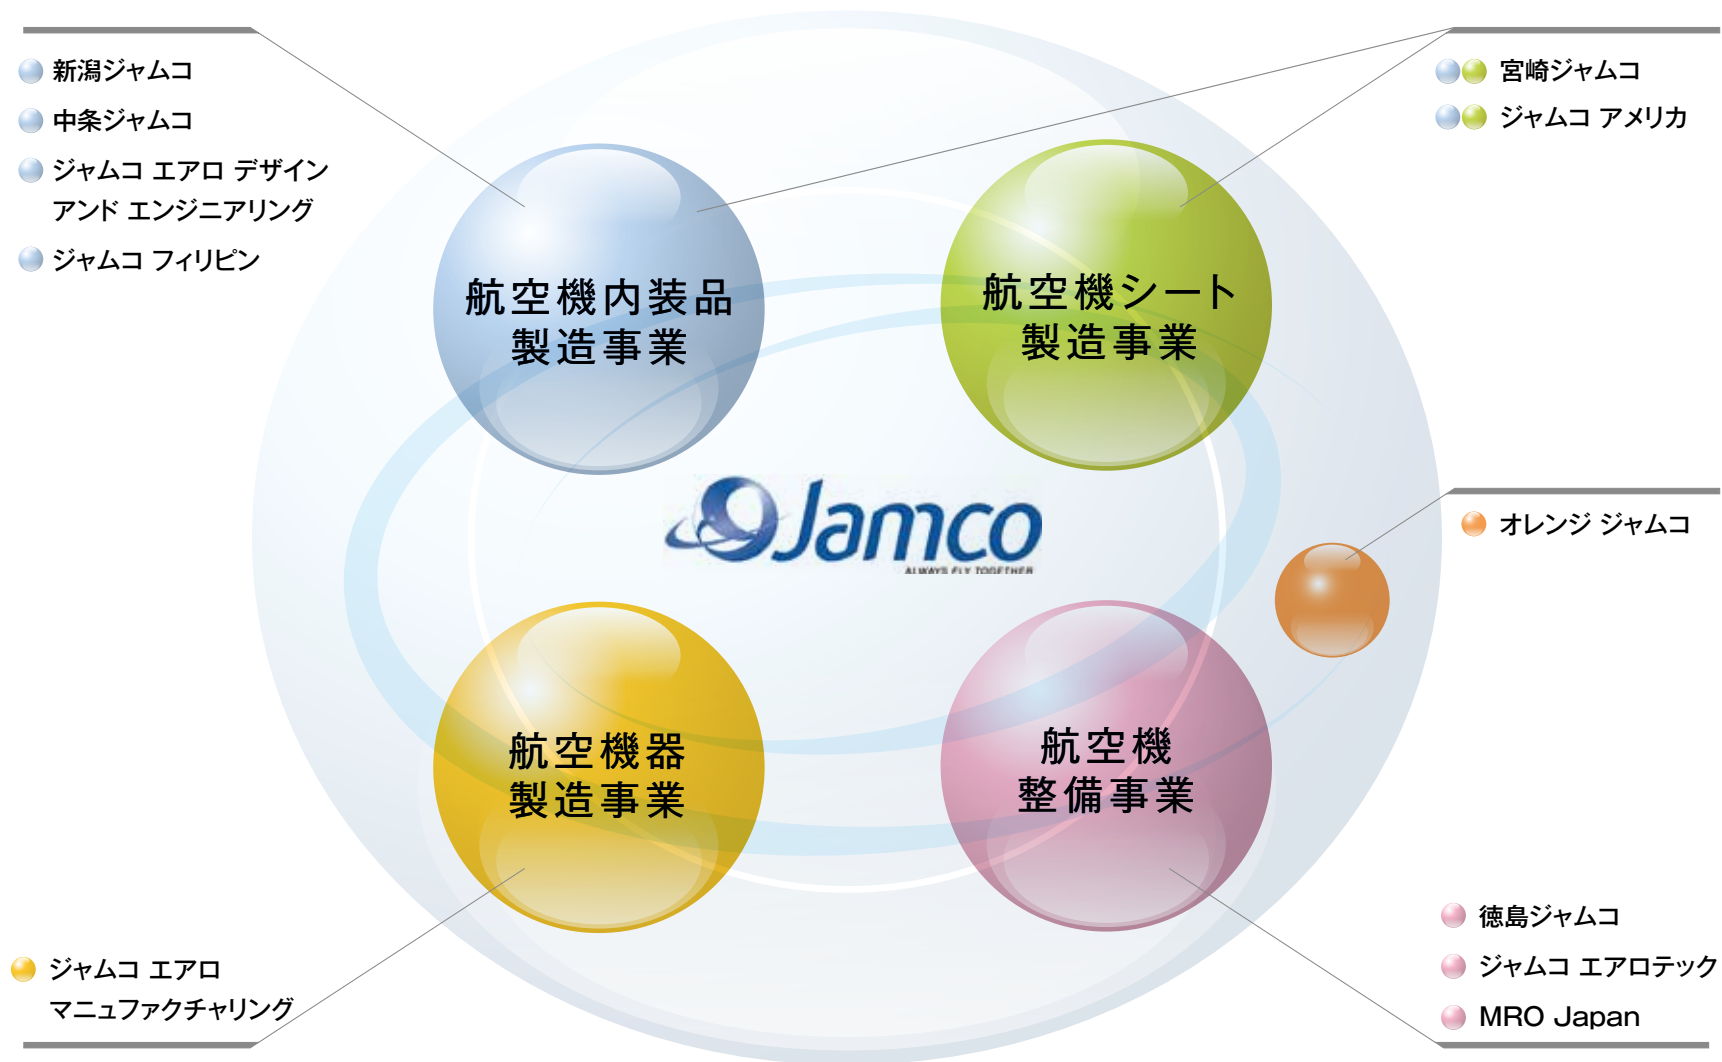 新潟ジャムコ
中条ジャムコ
ジャムコ エアロ デザイン
アンド エンジニアリング
ジャムコ フィリピン
宮崎ジャムコ
ジャムコ アメリカ
航空機内装品
製造事業
航空機シート
製造事業
Jamco
ALWAYS FLY TOGETHER
オレンジ ジャムコ
航空機器
製造事業
航空機
整備事業
ジャムコ エアロ
マニュファクチャリング
徳島ジャムコ
ジャムコ エアロテック
MRO Japan